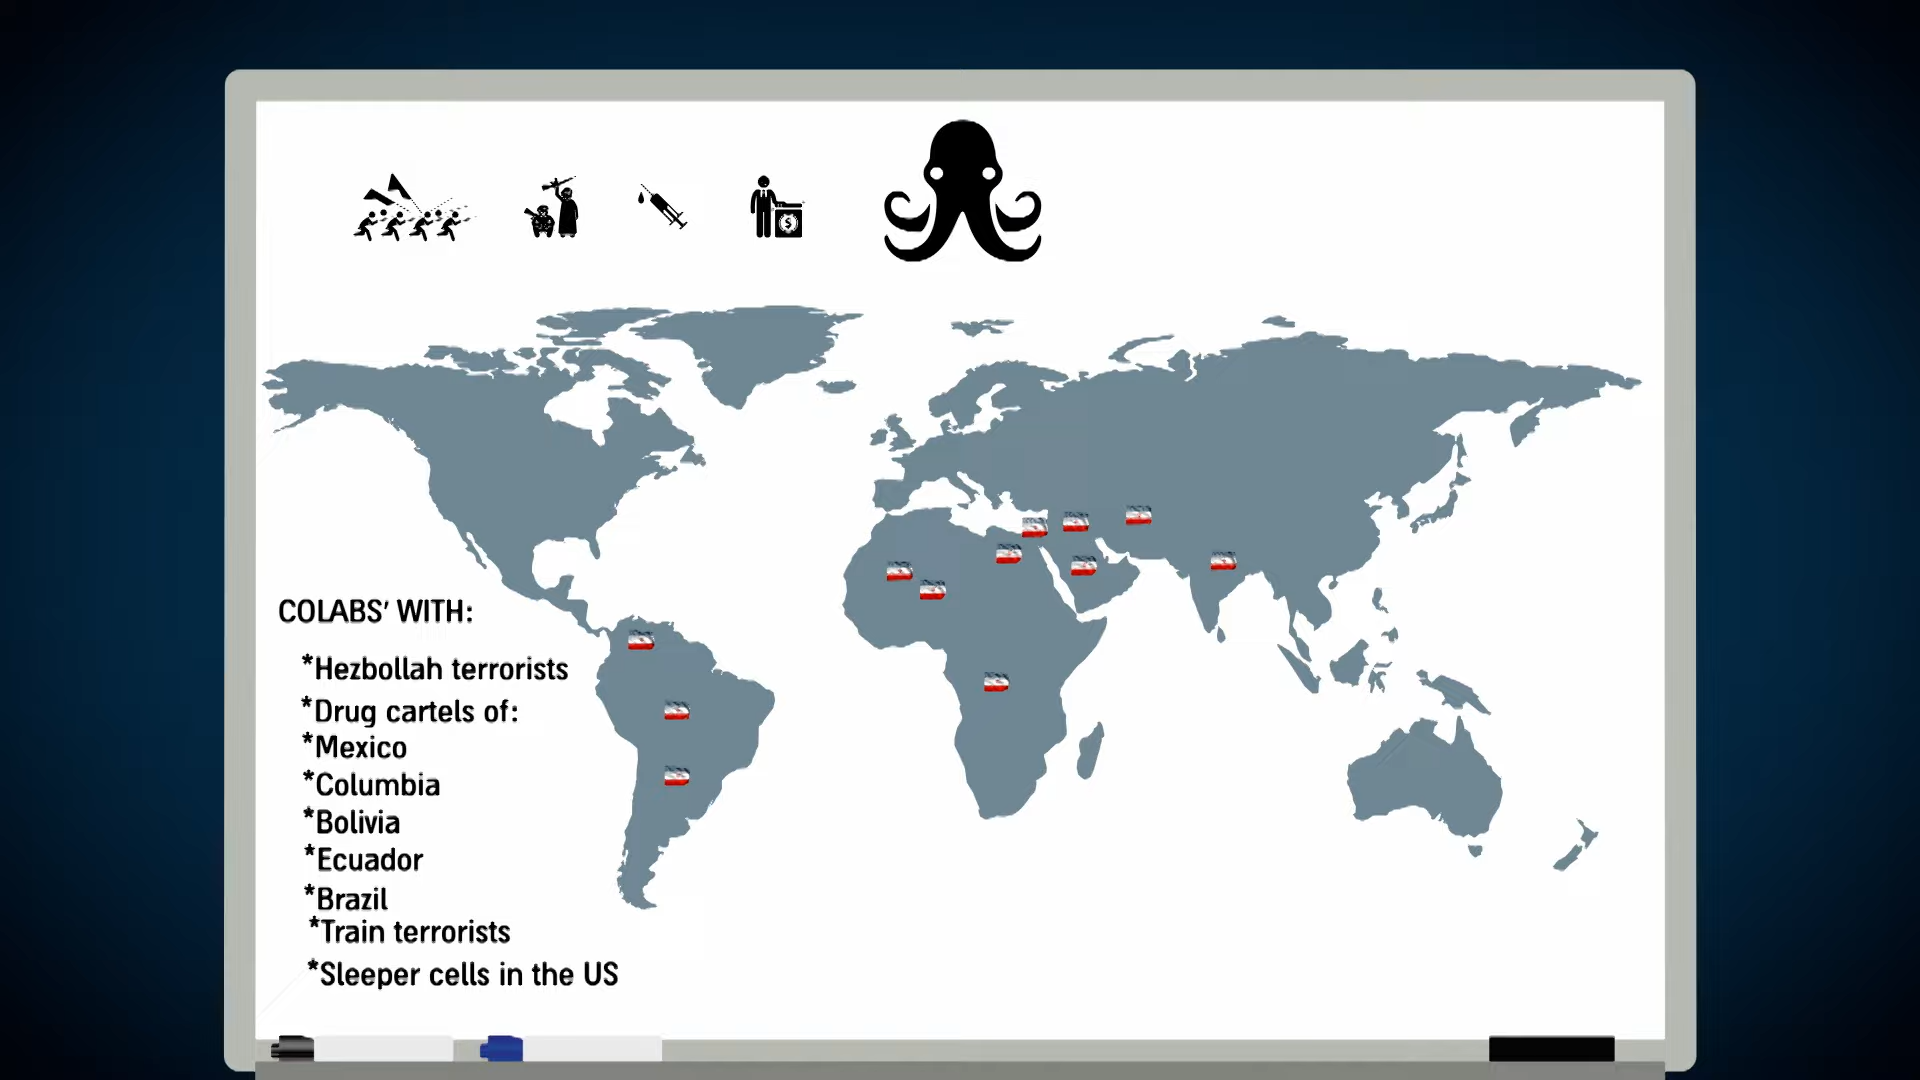 COLABS’ WITH:
*Hezbollah terrorists
*Drug cartels of:
*Mexico
*Columbia
*Bolivia
*Ecuador
*Brazil
*Train terrorists
*Sleeper cells in the US